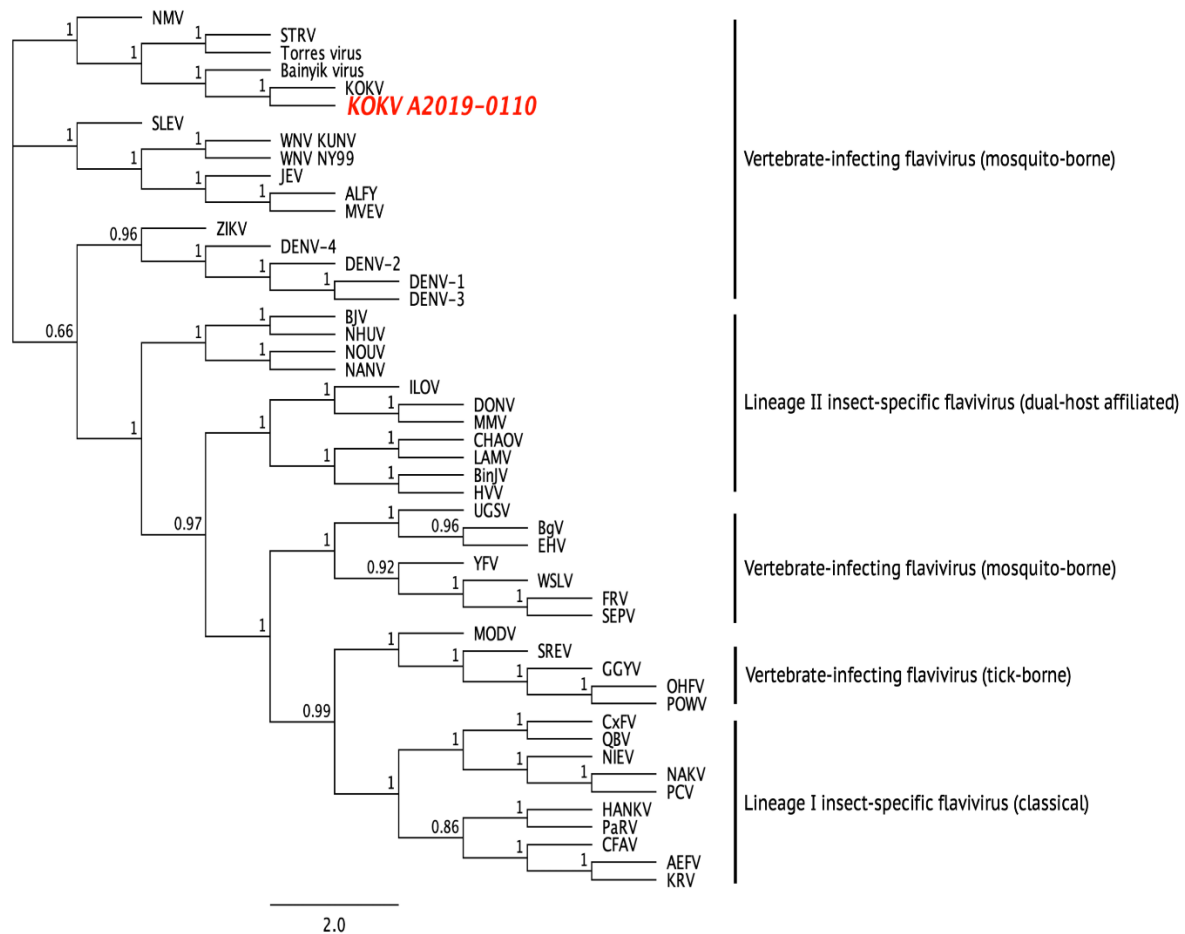 NMV
1
STRV
1
1
Torres virus
Bainyik virus
1
1
KOKV
1
KOKV A2019-0110
SLEV
1
WNV KUNV
1
WNV NY99
1
JEV
1
ALFY
1
MVEV
Vertebrate-infecting flavivirus (mosquito-borne)
ZIKV
0.96
DENV-4
1
DENV-2
1
DENV-1
1
DENV-3
0.66
BJV
1
NHUV
1
NOUV
1
NANV
ILOV
1
DONV
1
MMV
1
CHAOV
1
LAMV
1
BinJV
1
HVV
Lineage II insect-specific flavivirus (dual-host affiliated)
1
0.97
UGSV
1
BgV
0.96
EHV
1
YFV
0.92
WSLV
1
FRV
1
SEPV
Vertebrate-infecting flavivirus (mosquito-borne)
1
MODV
1
SREV
1
GGYV
1
OHFV
1
POWV
Vertebrate-infecting flavivirus (tick-borne)
0.99
CxFV
1
QBV
1
NIEV
1
NAKV
1
PCV
1
HANKV
1
PaRV
0.86
CFAV
1
AEFV
1
KRV
Lineage I insect-specific flavivirus (classical)
2.0